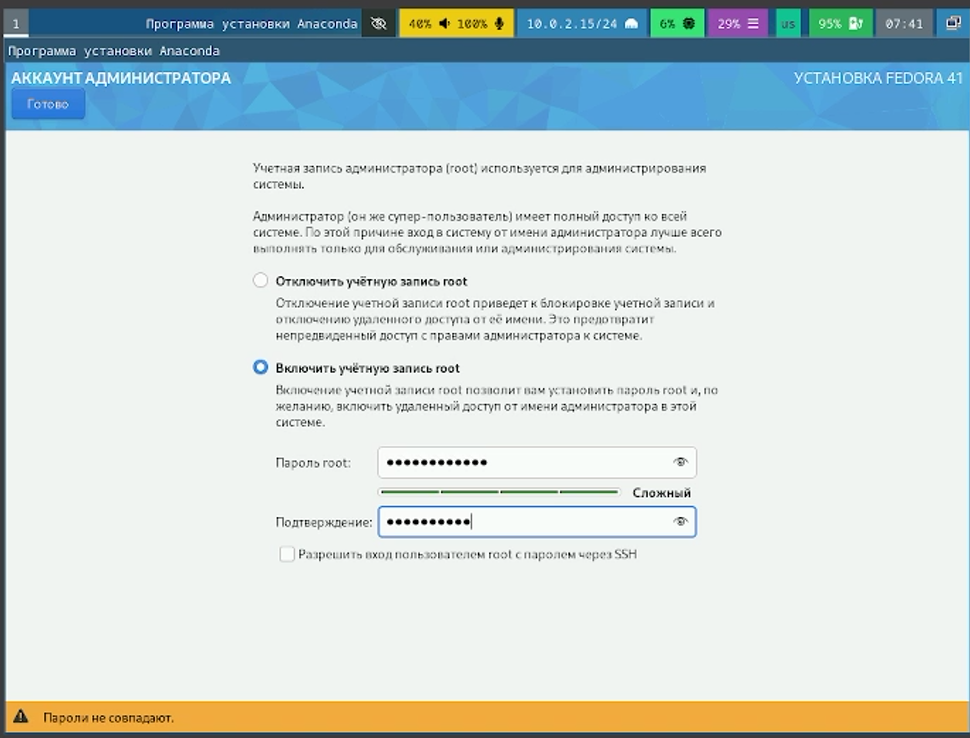 1 Программа установки Anaconda 40% 100% 10.0.2.15/24 6% 29% us 95% 07:41
Программа установки Anaconda
АККАУНТ АДМИНИСТРАТОРА УСТАНОВКА FEDORA 41
Готово
Учетная запись администратора (root) используется для администрирования
системы.
Администратор (он же супер-пользователь) имеет полный доступ ко всей
системе. По этой причине вход в систему от имени администратора лучше всего
выполнять только для обслуживания или администрирования системы.
Отключить учётную запись root
Отключение учетной записи root приведет к блокировке учетной записи и
отключению удаленного доступа от её имени. Это предотвратит
непредвиденный доступ с правами администратора к системе.
Включить учётную запись root
Включение учетной записи root позволит вам установить пароль root и, по
желанию, включить удаленный доступ от имени администратора в этой
системе.
Пароль root: ••••••••••••
Сложный
Подтверждение: ••••••••••
Разрешить вход пользователем root с паролем через SSH
Пароли не совпадают.